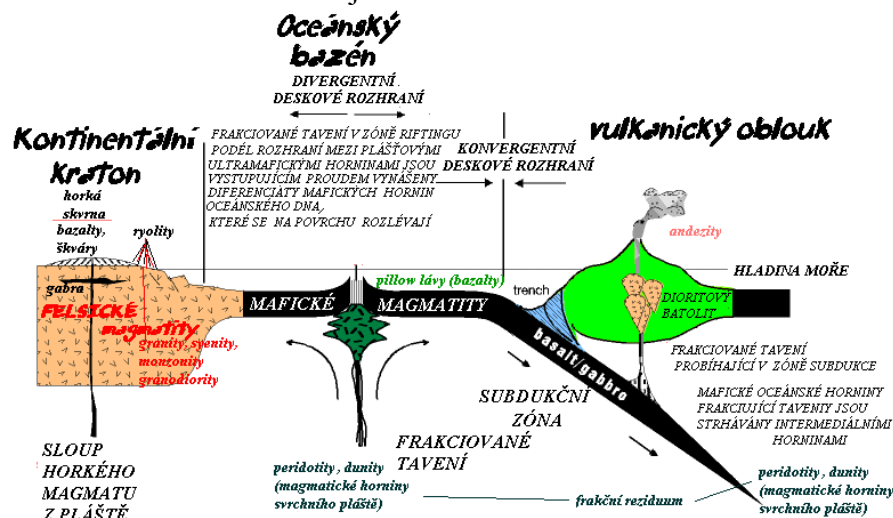 Oceánský
bazén
DIVERGENTNÍ
DESKOVÉ ROZHRANÍ
FRAKCIOVANÉ TAVENÍ V ZÓNĚ RIFTINGU
PODÉL ROZHRANÍ MEZI PLÁŠŤOVÝMI
ULTRAMAFICKÝMI HORNINAMI JSOU
VYSTUPUJÍCÍM PROUDEM VYNÁŠENY
DIFERENCIÁTY MAFICKÝCH HORNIN
OCEÁNSKÉHO DNA,
KTERÉ SE NA POVRCHU ROZLÉVAJÍ
KONVERGENTNÍ
DESKOVÉ ROZHRANÍ
vulkanický oblouk
Kontinentální
kraton
horká
skvrna
bazalty,
škváry
ryolity
gabra
FELSICKÉ
magmatity
granity, syenity,
monzonity
granodiority
SLOUP
HORKÉHO
MAGMATU
Z PLÁŠTĚ
MAFICKÉ
MAGMATITY
pillow lávy (bazalty)
trench
basalt/gabbro
SUBDUKČNÍ
ZÓNA
FRAKCIOVANÉ
TAVENÍ
andezity
HLADINA MOŘE
DIORITOVÝ
BATOLIT
FRAKCIOVANÉ TAVENÍ
PROBÍHAJÍCÍ V ZÓNĚ SUBDUKCE
MAFICKÉ OCEÁNSKÉ HORNINY
FRAKCIUJÍCÍ TAVENIY JSOU
STRHÁVÁNY INTERMEDIÁLNÍMI
HORNINAMI
peridotity, dunity
(magmatické horniny
svrchního pláště)
frakční reziduum
peridotity, dunity
(magmatické horniny
svrchního pláště)